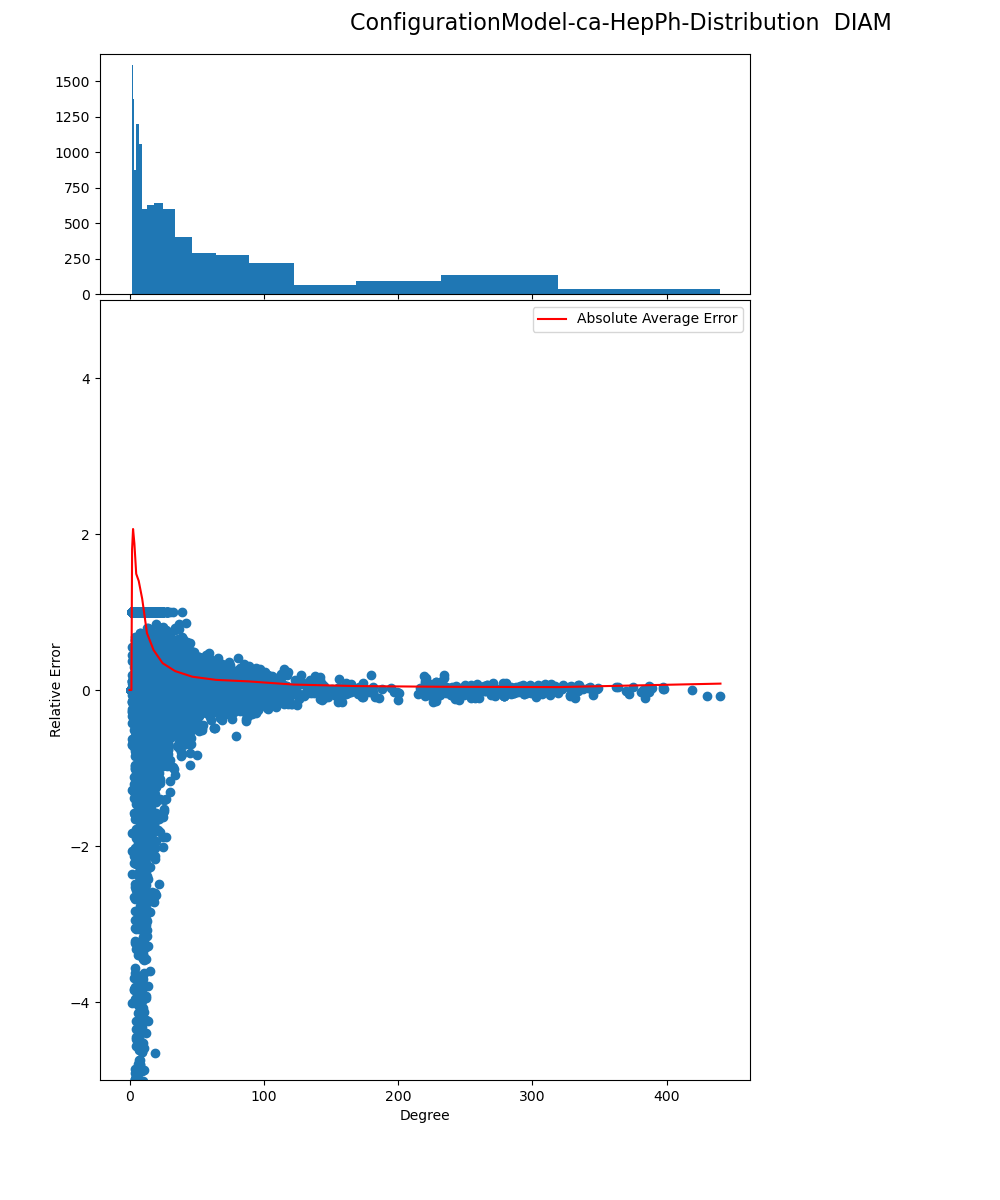 ConfigurationModel-ca-HepPh-Distribution  DIAM
1500
1250
1000
750
500
250
0
Absolute Average Error
4
2
0
−2
−4
Relative Error
0 100 200 300 400
Degree